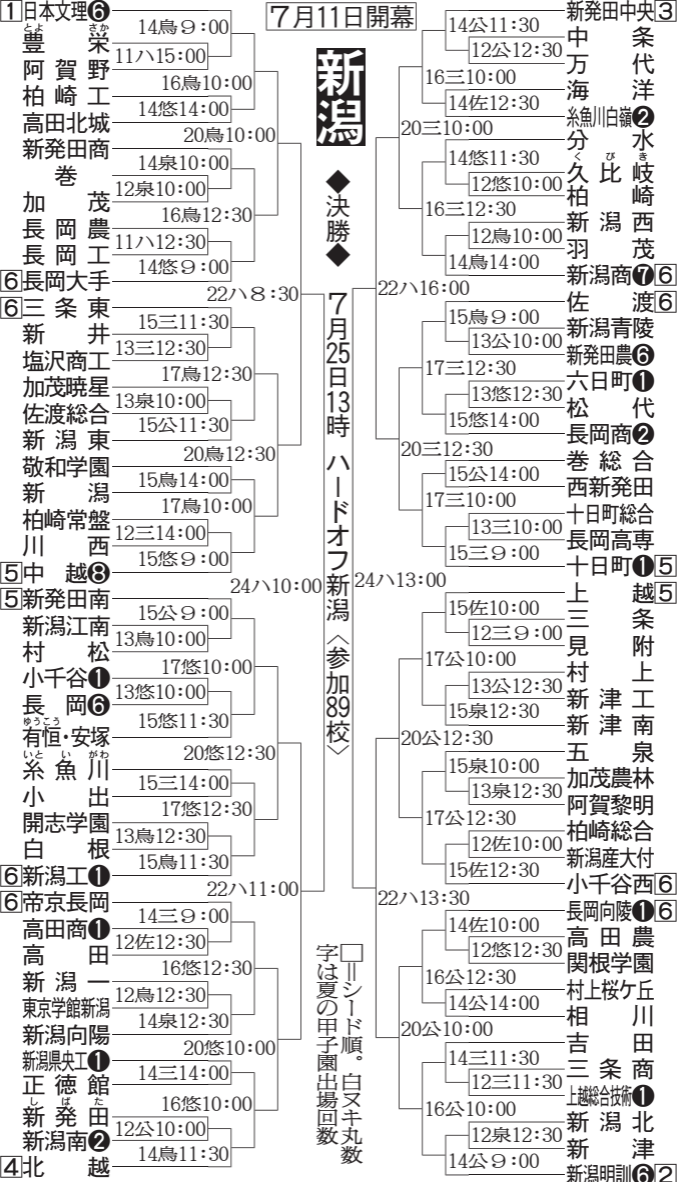 7月11日開幕
新潟
◆決勝◆ 7月25日13時 ハードオフ新潟〈参加89校〉
□=シード順。白ヌキ丸数字は夏の甲子園出場回数
1日本文理❻
豊栄
とよさか
阿賀野
柏崎工
高田北城
新発田商
巻
加茂
長岡農
長岡工
6長岡大手
14鳥9:00
11ハ15:00
16鳥10:00
14悠14:00
20鳥10:00
14泉10:00
12泉10:00
16鳥12:30
11ハ12:30
14悠9:00
22ハ8:30
6三条東
新井
塩沢商工
加茂暁星
佐渡総合
新潟東
敬和学園
新潟
柏崎常盤
川西
5中越❽
15三11:30
13三12:30
17鳥12:30
13泉10:00
15公11:30
20鳥12:30
15鳥14:00
17鳥10:00
12三14:00
15悠9:00
24ハ10:00
5新発田南
新潟江南
村松
小千谷❶
長岡❻
有恒・安塚
ゆうこう
糸魚川
いといがわ
小出
開志学園
白根
6新潟工❶
15公9:00
13鳥10:00
17悠10:00
13悠10:00
15悠11:30
20悠12:30
15三14:00
17悠12:30
13鳥12:30
15鳥11:30
22ハ11:00
6帝京長岡
高田商❶
高田
新潟一
東京学館新潟
新潟向陽
新潟県央工❶
正徳館
新発田
しばた
新潟南❷
4北越
14三9:00
12佐12:30
16悠12:30
12鳥12:30
14泉12:30
20悠10:00
14三14:00
16悠10:00
12公10:00
14鳥11:30
新発田中央3
中条
万代
海洋
糸魚川白嶺❷
分水
久比岐
くびき
柏崎
新潟西
羽茂
新潟商❼6
14公11:30
12公12:30
16三10:00
14佐12:30
20三10:00
14悠11:30
12悠10:00
16三12:30
12鳥10:00
14鳥14:00
22ハ16:00
佐渡6
新潟青陵
新発田農❻
六日町❶
松代
長岡商❷
巻総合
西新発田
十日町総合
長岡高専
十日町❶5
15鳥9:00
13公10:00
17三12:30
13悠12:30
15悠14:00
20三12:30
15公14:00
17三10:00
13三10:00
15三9:00
24ハ13:00
上越5
三条
見附
村上
新津工
新津南
五泉
加茂農林
阿賀黎明
柏崎総合
新潟産大付
小千谷西6
15佐10:00
12三9:00
17公10:00
13公12:30
15泉12:30
20公12:30
15泉10:00
13泉12:30
17公12:30
12佐10:00
15佐12:30
22ハ13:30
長岡向陵❶6
高田農
関根学園
村上桜ケ丘
相川
吉田
三条商
上越総合技術❶
新潟北
新津
新潟明訓❻2
14佐10:00
12悠12:30
16公12:30
14公14:00
20公10:00
14三11:30
12三11:30
16公10:00
12泉12:30
14公9:00